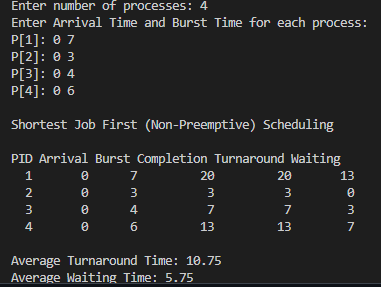 Enter number of processes: 4
Enter Arrival Time and Burst Time for each process:
P[1]: 0 7
P[2]: 0 3
P[3]: 0 4
P[4]: 0 6
Shortest Job First (Non-Preemptive) Scheduling
PID Arrival Burst Completion Turnaround Waiting
1 0 7 20 20 13
2 0 3 3 3 0
3 0 4 7 7 3
4 0 6 13 13 7
Average Turnaround Time: 10.75
Average Waiting Time: 5.75